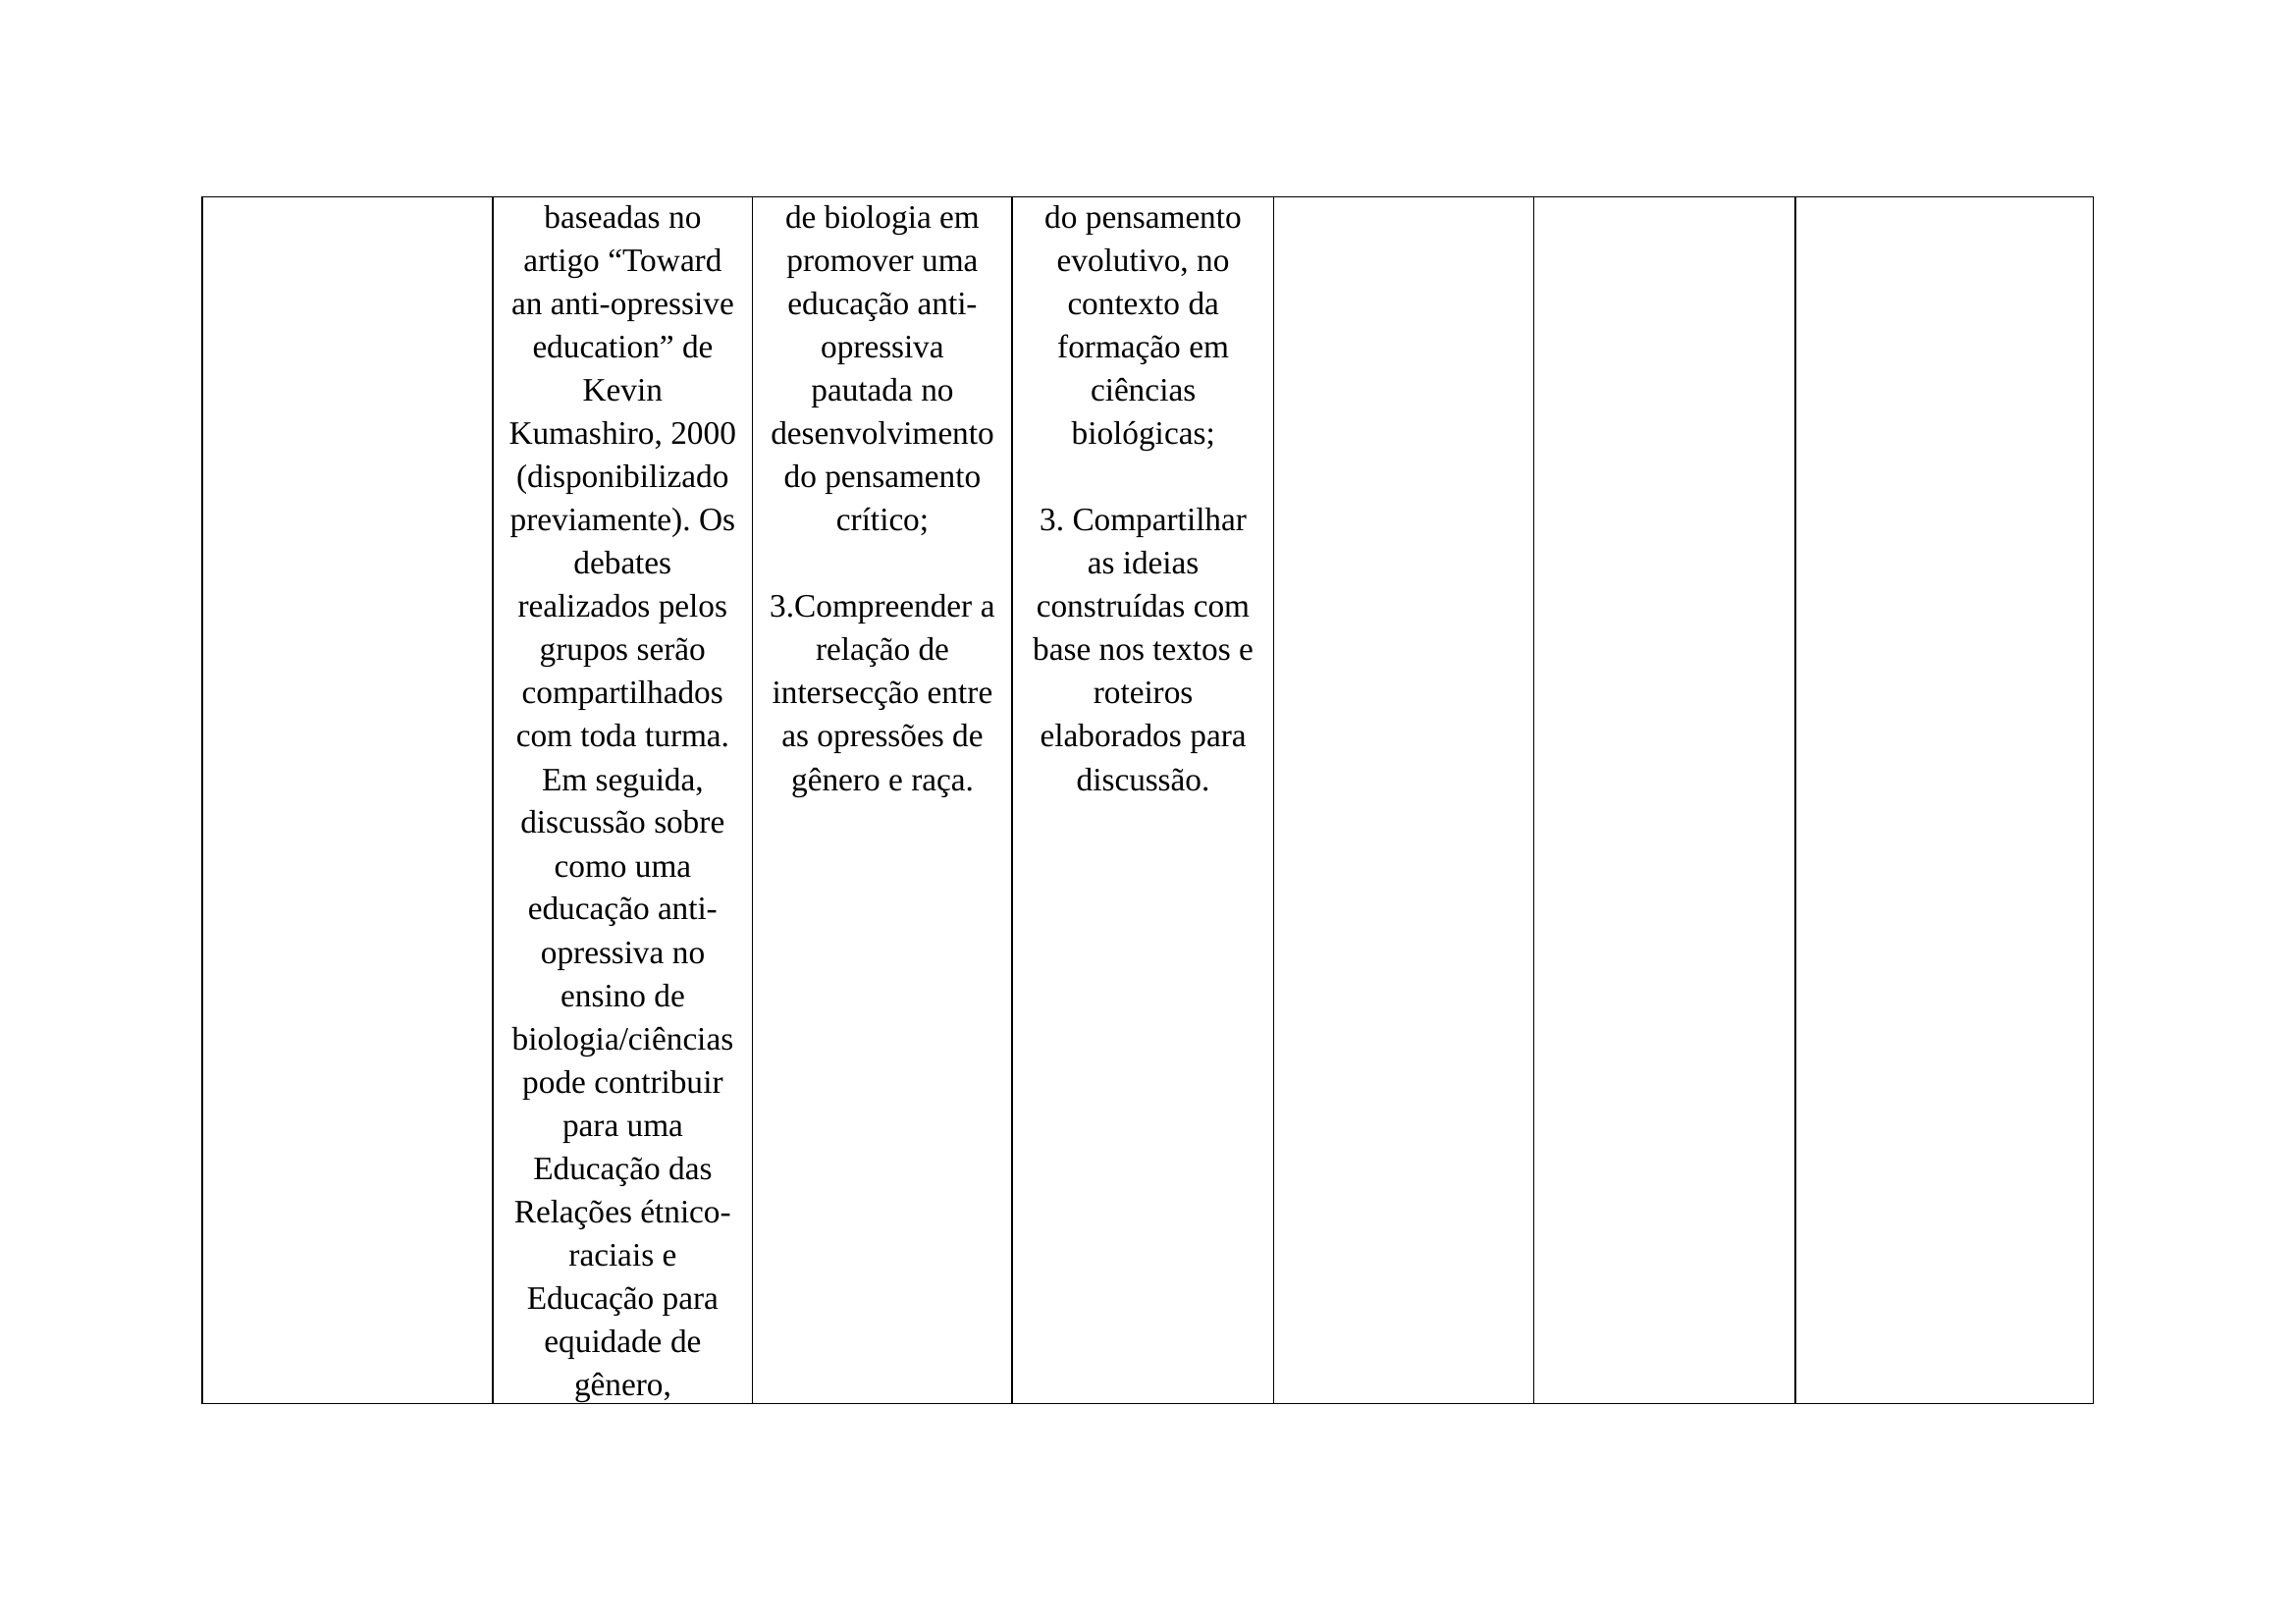 baseadas no
artigo “Toward
an anti-opressive
education” de
Kevin
Kumashiro, 2000
(disponibilizado
previamente). Os
debates
realizados pelos
grupos serão
compartilhados
com toda turma.
Em seguida,
discussão sobre
como uma
educação anti-
opressiva no
ensino de
biologia/ciências
pode contribuir
para uma
Educação das
Relações étnico-
raciais e
Educação para
equidade de
gênero,
de biologia em
promover uma
educação anti-
opressiva
pautada no
desenvolvimento
do pensamento
crítico;
3.Compreender a
relação de
intersecção entre
as opressões de
gênero e raça.
do pensamento
evolutivo, no
contexto da
formação em
ciências
biológicas;
3. Compartilhar
as ideias
construídas com
base nos textos e
roteiros
elaborados para
discussão.